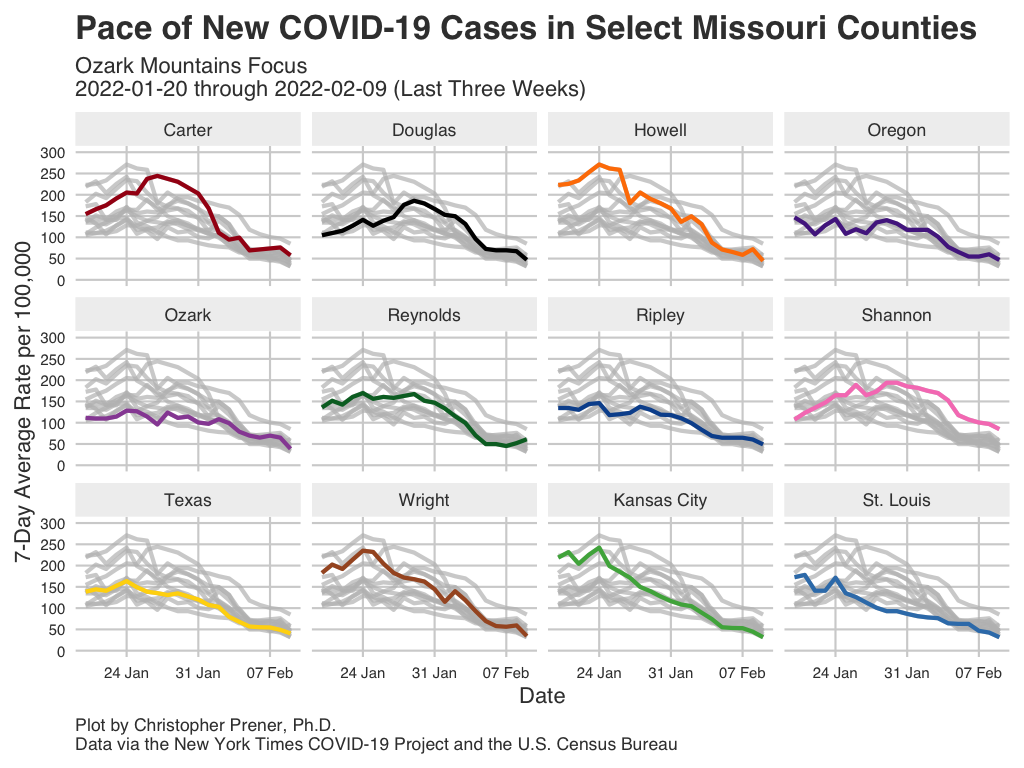 Pace of New COVID-19 Cases in Select Missouri Counties
Ozark Mountains Focus
2022-01-20 through 2022-02-09 (Last Three Weeks)
Carter Douglas Howell Oregon
300
250
200
150
100
50
0
Ozark Reynolds Ripley Shannon
300
250
200
150
100
50
0
Texas Wright Kansas City St. Louis
300
250
200
150
100
50
0
7-Day Average Rate per 100,000
24 Jan 31 Jan 07 Feb 24 Jan 31 Jan 07 Feb 24 Jan 31 Jan 07 Feb 24 Jan 31 Jan 07 Feb
Date
Plot by Christopher Prener, Ph.D.
Data via the New York Times COVID-19 Project and the U.S. Census Bureau